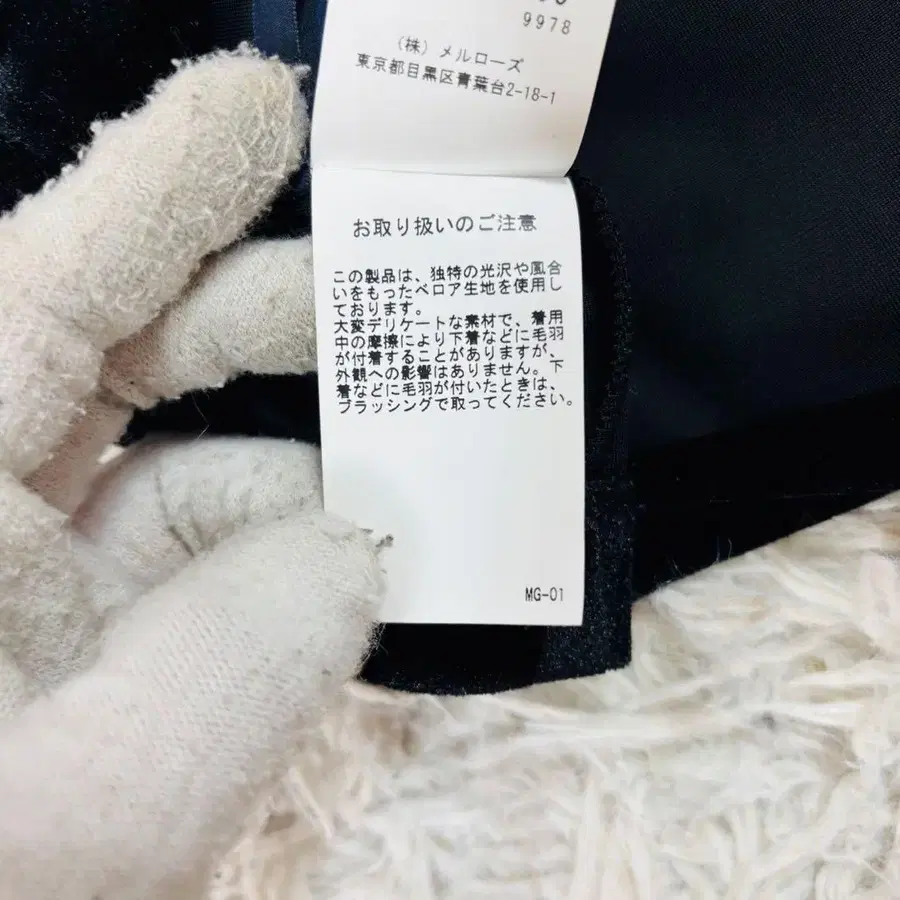 9978
（株）メルローズ
東京都目黒区青葉台2-18-1
お取り扱いのご注意
この製品は、独特の光沢や風合
いをもったベロア生地を使用し
ております。
大変デリケートな素材で、着用
中の摩擦により下着などに毛羽
が付着することがありますが、
外観への影響はありません。下
着などに毛羽が付いたときは、
ブラッシングで取ってください。
MG-01